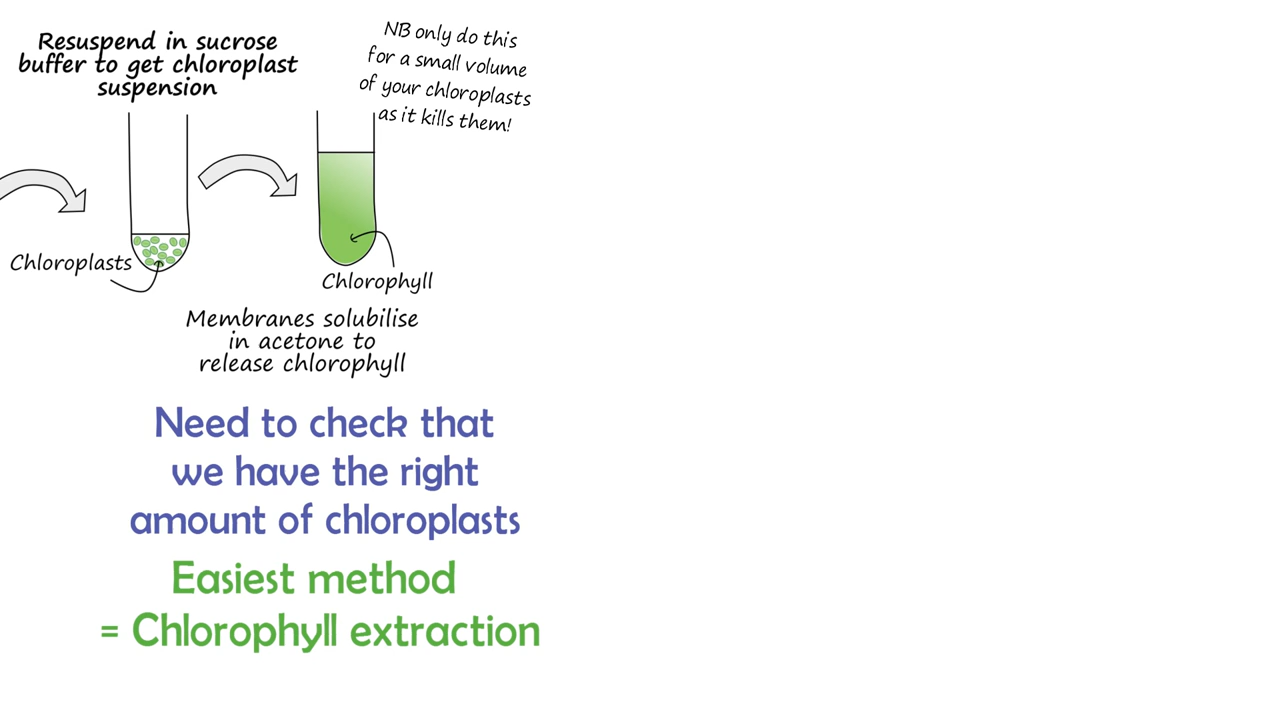 Resuspend in sucrose
buffer to get chloroplast
suspension
NB only do this
for a small volume
of your chloroplasts
as it kills them!
Chloroplasts
Chlorophyll
Membranes solubilise
in acetone to
release chlorophyll
Need to check that
we have the right
amount of chloroplasts
Easiest method
= Chlorophyll extraction